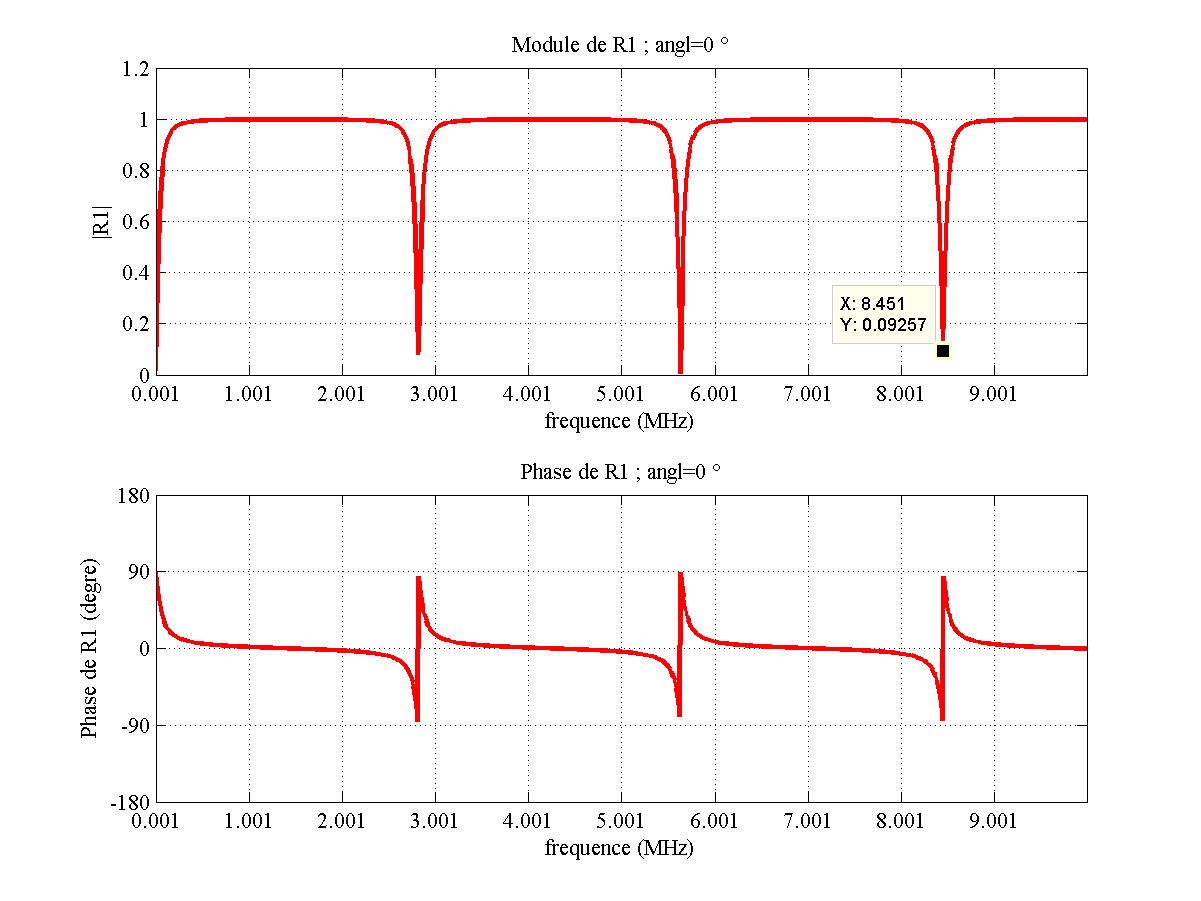 Module de R1 ; angl=0 °
1.2
1
0.8
0.6
0.4
0.2
0
|R1|
X: 8.451
Y: 0.09257
0.001 1.001 2.001 3.001 4.001 5.001 6.001 7.001 8.001 9.001
frequence (MHz)
Phase de R1 ; angl=0 °
180
90
0
-90
-180
Phase de R1 (degre)
0.001 1.001 2.001 3.001 4.001 5.001 6.001 7.001 8.001 9.001
frequence (MHz)